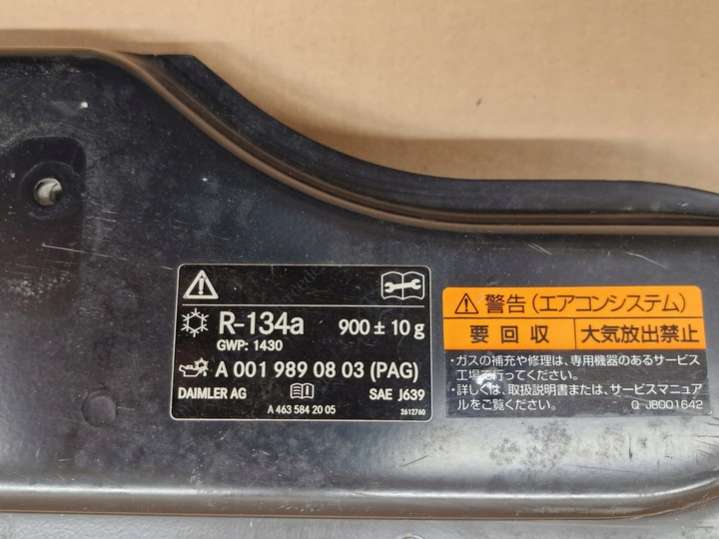 R-134a 900 ± 10 g
GWP: 1430
A 001 989 08 03 (PAG)
DAIMLER AG SAE J639
A 463 584 20 05 2612760
警告(エアコンシステム)
要回収 大気放出禁止
・ガスの補充や修理は、専用機器のあるサービス
工場で行ってください。
・詳しくは、取扱説明書または、サービスマニュア
ルをご覧ください。 Q JB001642